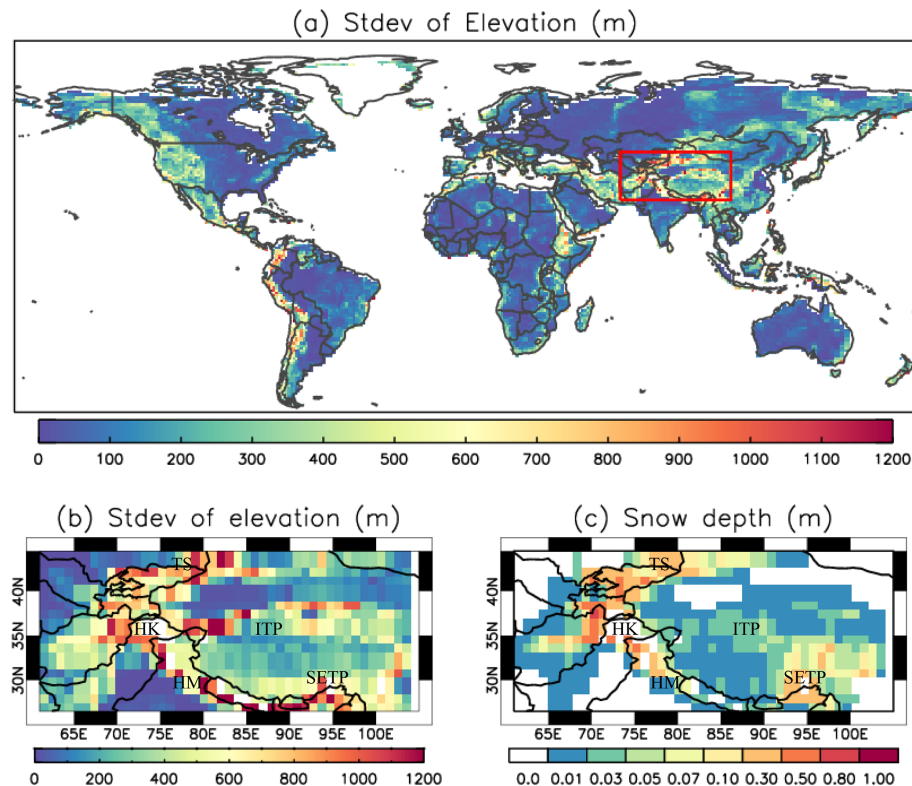 (a) Stdev of Elevation (m)
0 100 200 300 400 500 600 700 800 900 1000 1100 1200
(b) Stdev of elevation (m)
TS
HK
ITP
HM
SETP
40N
35N
30N
65E 70E 75E 80E 85E 90E 95E 100E
0 200 400 600 800 1000 1200
(c) Snow depth (m)
TS
HK
ITP
HM
SETP
40N
35N
30N
65E 70E 75E 80E 85E 90E 95E 100E
0.0 0.01 0.03 0.05 0.07 0.10 0.30 0.50 0.80 1.00